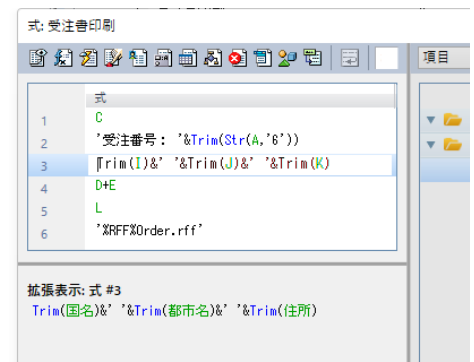 式: 受注書印刷
項目
式
1 C
2 '受注番号： '&Trim(Str(A,'6'))
3 Trim(I)&' '&Trim(J)&' '&Trim(K)
4 D+E
5 L
6 '%RFF%Order.rff'
拡張表示: 式 #3
Trim(国名)&' '&Trim(都市名)&' '&Trim(住所)